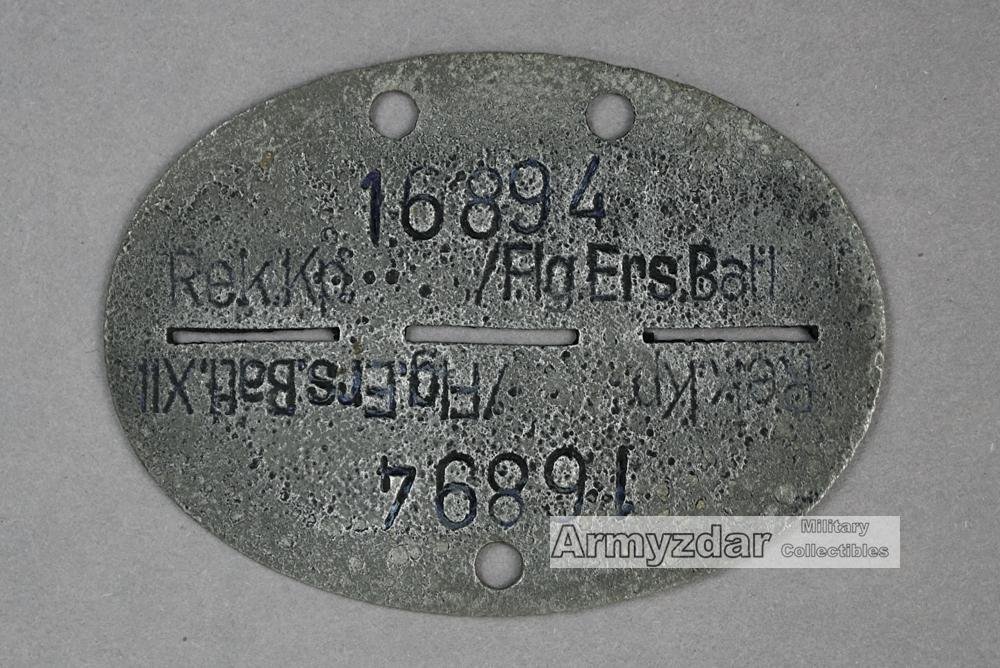 16894
Rek.Kp. /Flg.Ers.Batl
Rek.Kp /Flg.Ers.Batl.XII
16894
Armyzdar Military Collectibles